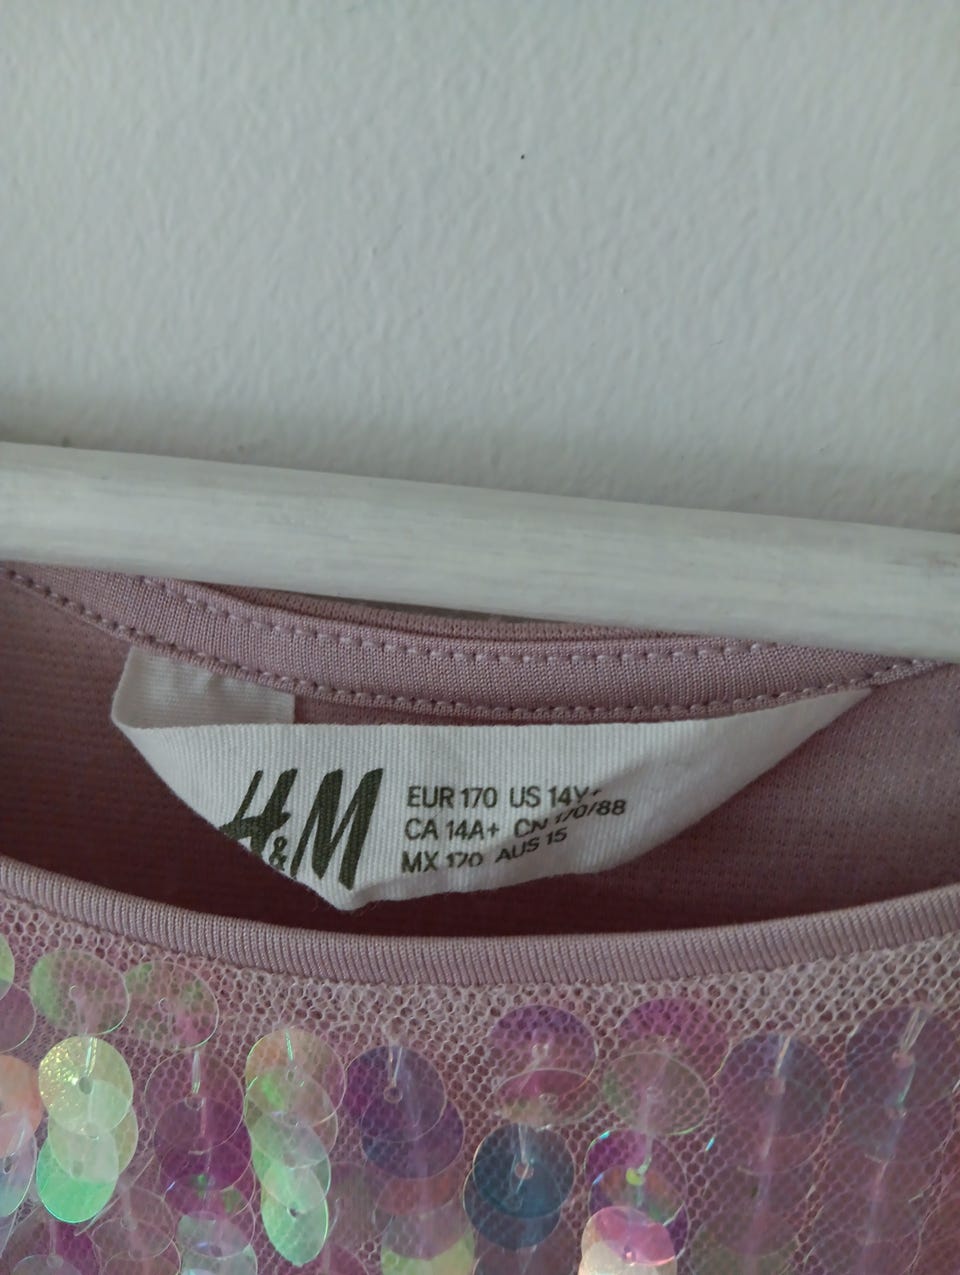 H&M
EUR 170 US 14Y+
CA 14A+ CN 170/88
MX 170 AUS 15